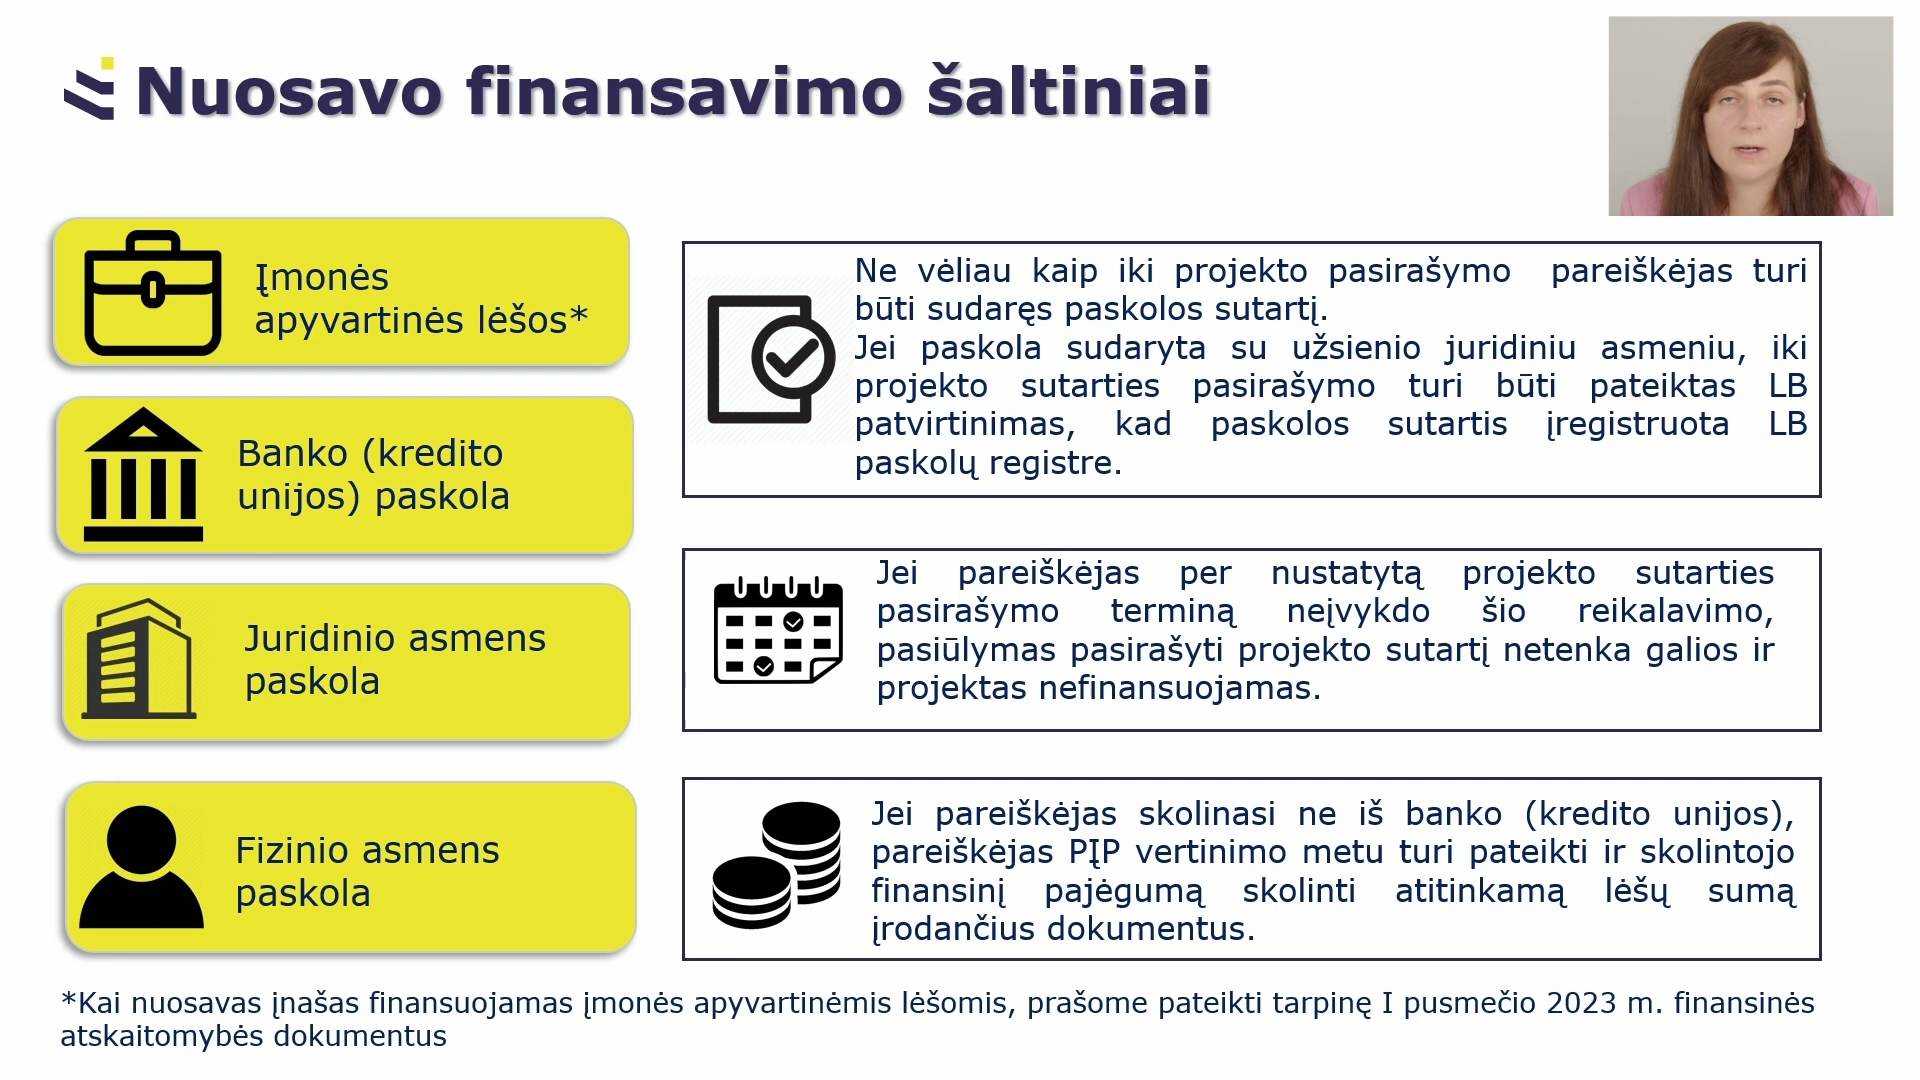 Nuosavo finansavimo šaltiniai
Įmonės
apyvartinės lėšos*
Banko (kredito
unijos) paskola
Juridinio asmens
paskola
Fizinio asmens
paskola
Ne vėliau kaip iki projekto pasirašymo pareiškėjas turi
būti sudaręs paskolos sutartį.
Jei paskola sudaryta su užsienio juridiniu asmeniu, iki
projekto sutarties pasirašymo turi būti pateiktas LB
patvirtinimas, kad paskolos sutartis įregistruota LB
paskolų registre.
Jei pareiškėjas per nustatytą projekto sutarties
pasirašymo terminą neįvykdo šio reikalavimo,
pasiūlymas pasirašyti projekto sutartį netenka galios ir
projektas nefinansuojamas.
Jei pareiškėjas skolinasi ne iš banko (kredito unijos),
pareiškėjas PĮP vertinimo metu turi pateikti ir skolintojo
finansinį pajėgumą skolinti atitinkamą lėšų sumą
įrodančius dokumentus.
*Kai nuosavas įnašas finansuojamas įmonės apyvartinėmis lėšomis, prašome pateikti tarpinę I pusmečio 2023 m. finansinės
atskaitomybės dokumentus